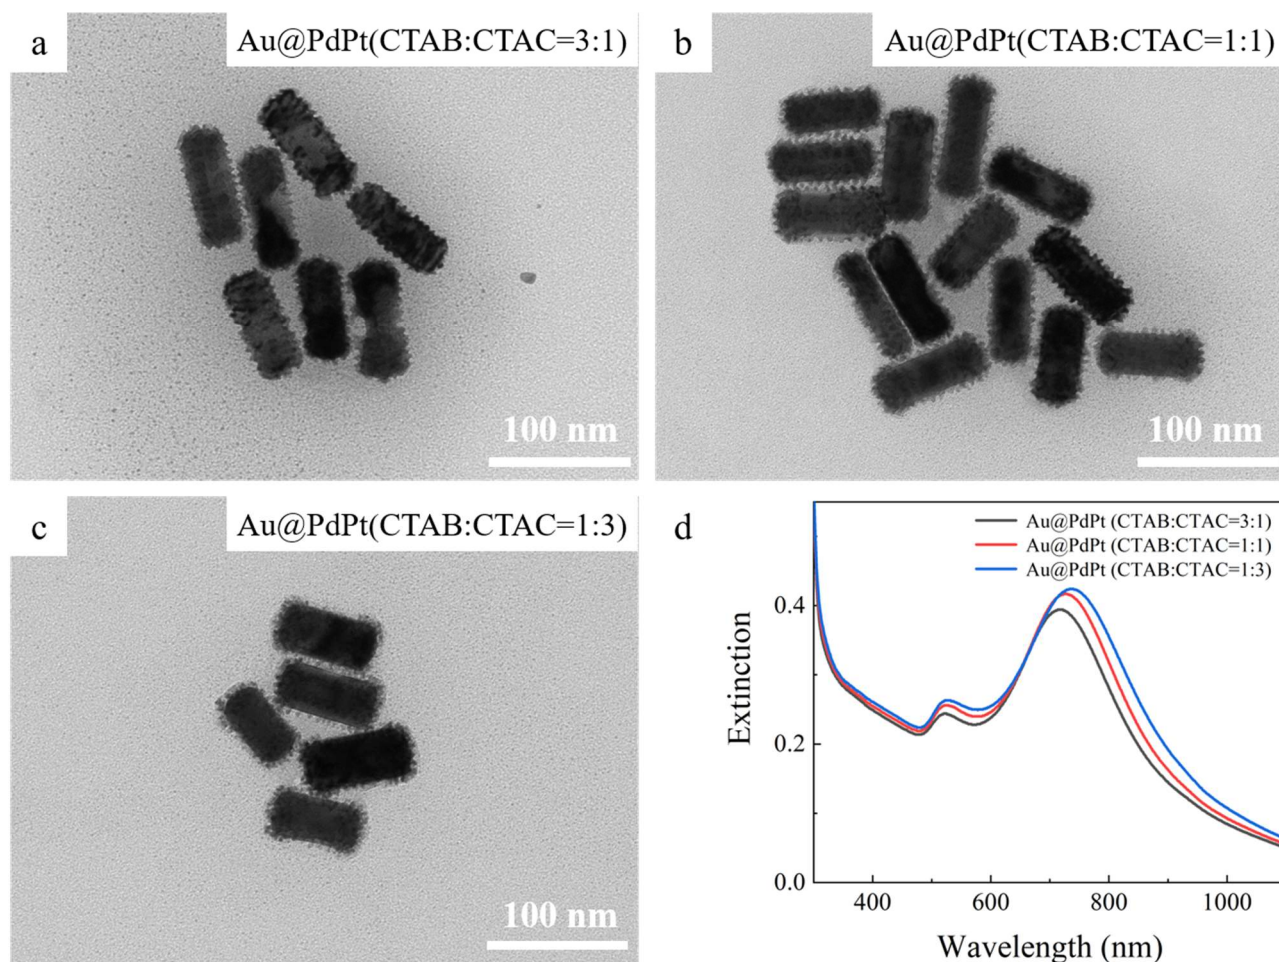 a Au@PdPt(CTAB:CTAC=3:1)
100 nm
b Au@PdPt(CTAB:CTAC=1:1)
100 nm
c Au@PdPt(CTAB:CTAC=1:3)
100 nm
d
Au@PdPt (CTAB:CTAC=3:1)
Au@PdPt (CTAB:CTAC=1:1)
Au@PdPt (CTAB:CTAC=1:3)
Extinction
0.4
0.2
0.0
400 600 800 1000
Wavelength (nm)